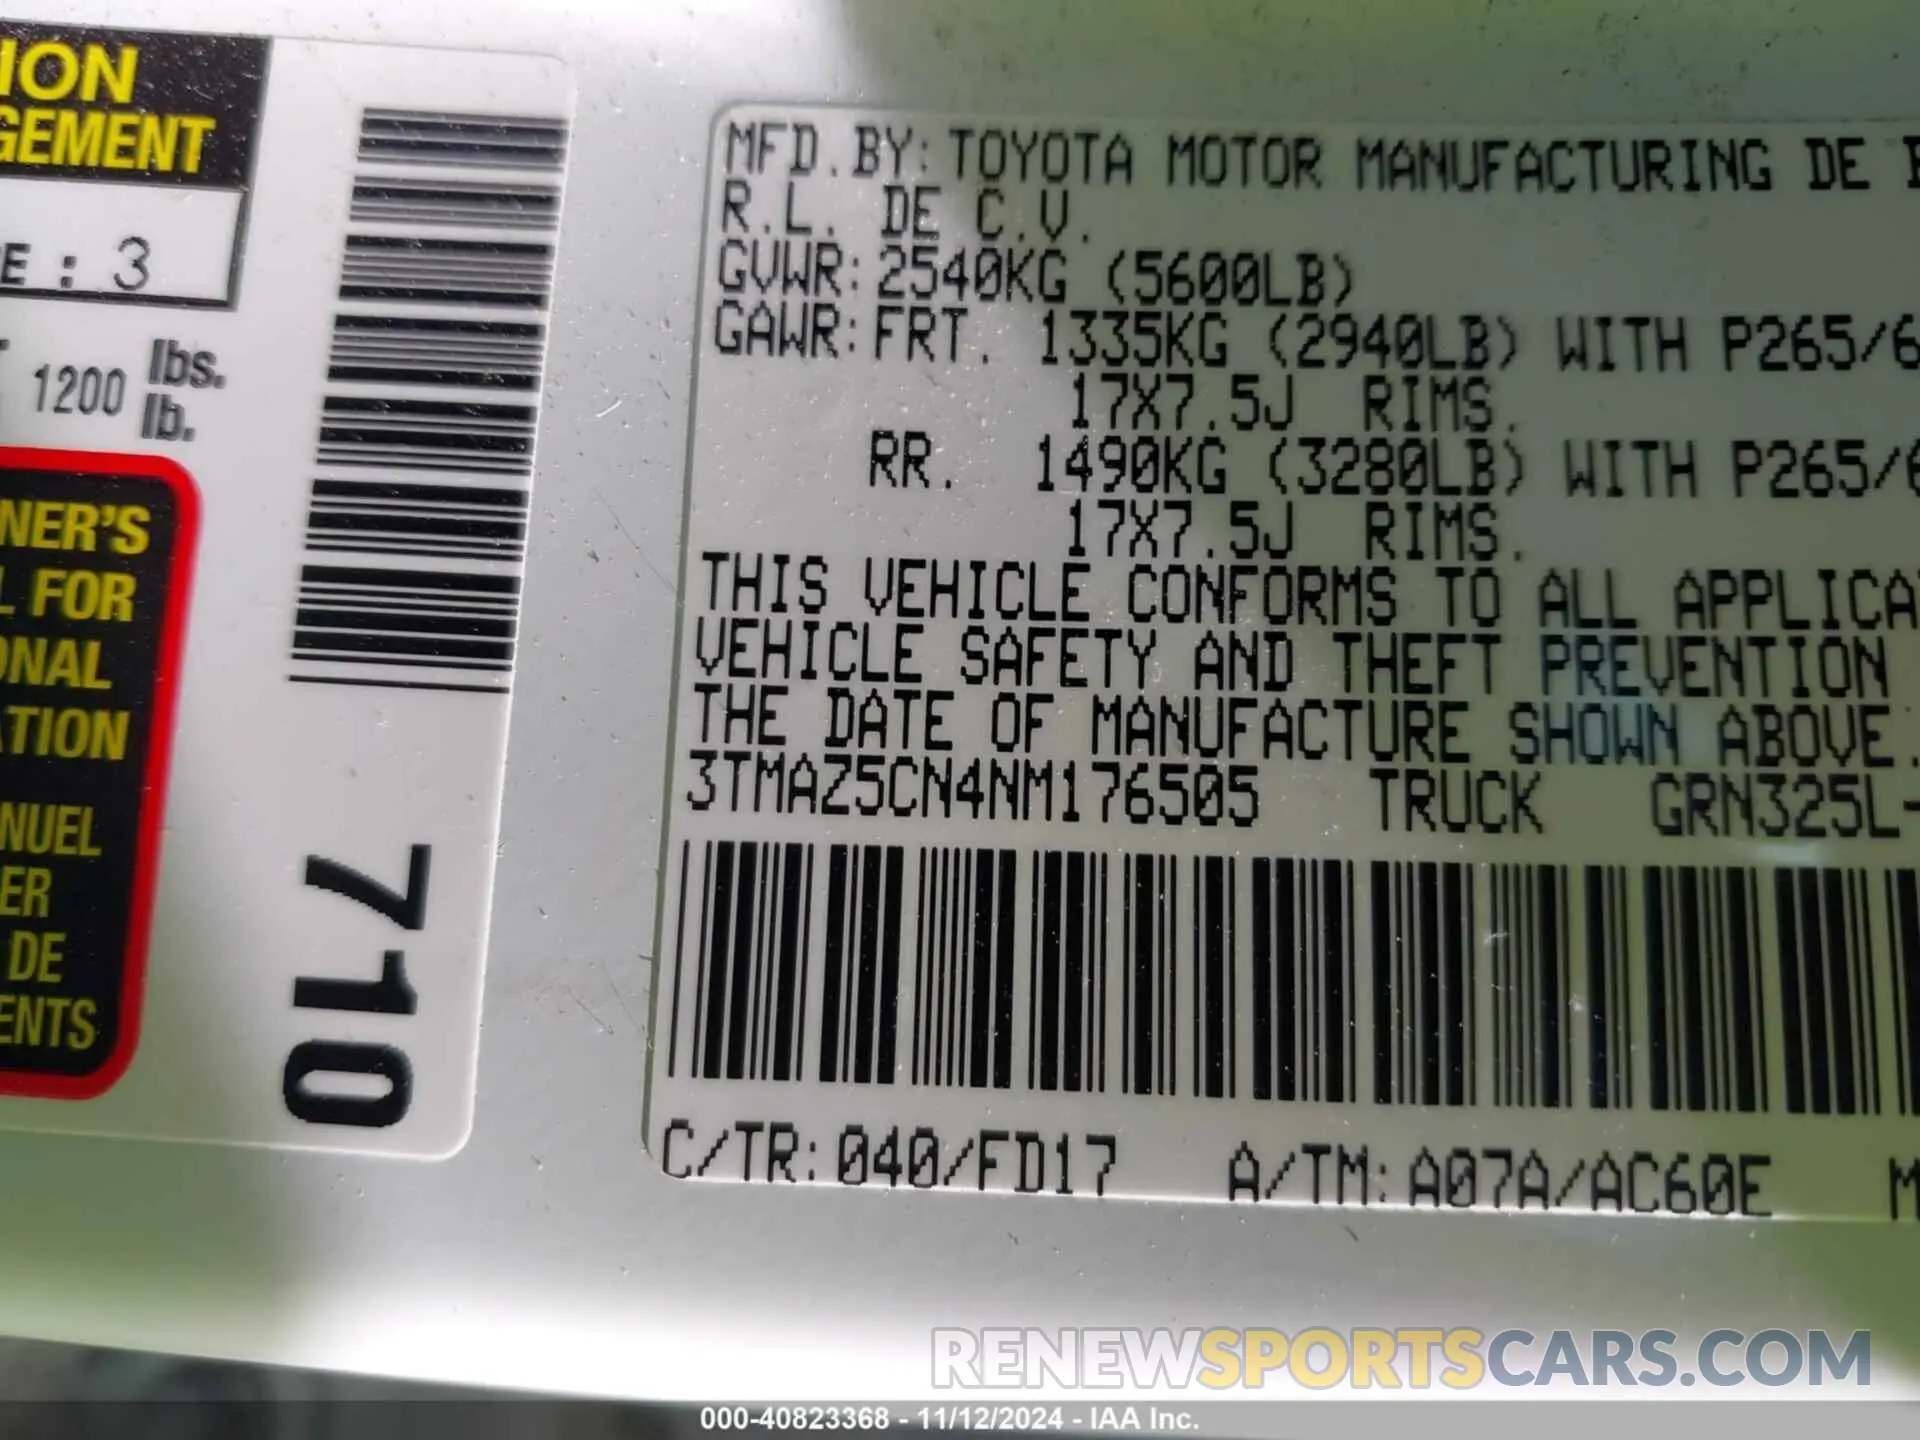 ION
GEMENT
E : 3
1200 lbs.
lb.
NER'S
L FOR
ONAL
ATION
NUEL
ER
DE
ENTS
710
MFD.BY:TOYOTA MOTOR MANUFACTURING DE
R.L. DE C.V.
GVWR:2540KG (5600LB)
GAWR:FRT. 1335KG (2940LB) WITH P265/6
17X7.5J RIMS.
RR. 1490KG (3280LB) WITH P265/6
17X7.5J RIMS.
THIS VEHICLE CONFORMS TO ALL APPLICA
VEHICLE SAFETY AND THEFT PREVENTION
THE DATE OF MANUFACTURE SHOWN ABOVE.
3TMAZ5CN4NM176505 TRUCK GRN325L-
C/TR:040/FD17 A/TM:A07A/AC60E M
RENEWSPORTSCARS.COM
000-40823368 - 11/12/2024 - IAA Inc.